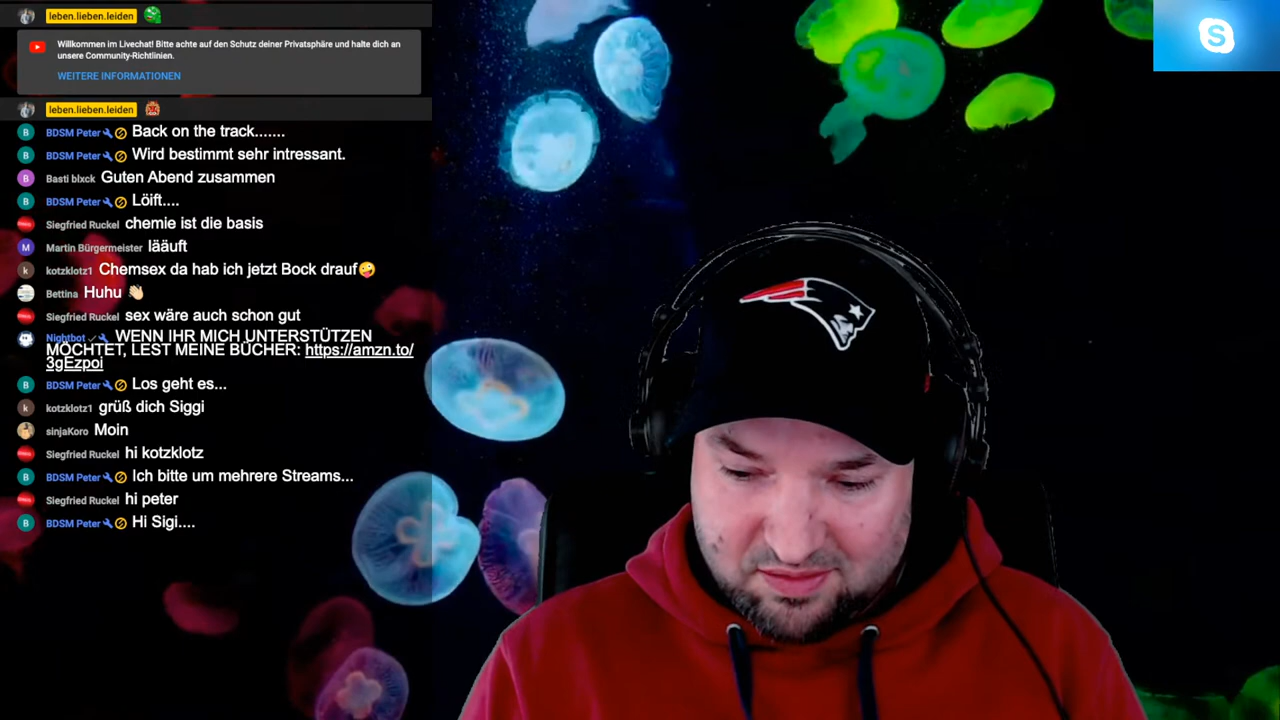 leben.lieben.leiden
Willkommen im Livechat! Bitte achte auf den Schutz deiner Privatsphäre und halte dich an
unsere Community-Richtlinien.
WEITERE INFORMATIONEN
leben.lieben.leiden
B BDSM Peter Back on the track.......
B BDSM Peter Wird bestimmt sehr intressant.
B Basti blxck Guten Abend zusammen
B BDSM Peter Löift....
Siegfried Ruckel chemie ist die basis
M Martin Bürgermeister lääuft
k kotzklotz1 Chemsex da hab ich jetzt Bock drauf🤪
Bettina Huhu 👋🏻
Siegfried Ruckel sex wäre auch schon gut
Nightbot WENN IHR MICH UNTERSTÜTZEN
MÖCHTET, LEST MEINE BÜCHER: https://amzn.to/
3gEzpoi
B BDSM Peter Los geht es...
k kotzklotz1 grüß dich Siggi
sinjaKoro Moin
Siegfried Ruckel hi kotzklotz
B BDSM Peter Ich bitte um mehrere Streams...
Siegfried Ruckel hi peter
B BDSM Peter Hi Sigi....
S